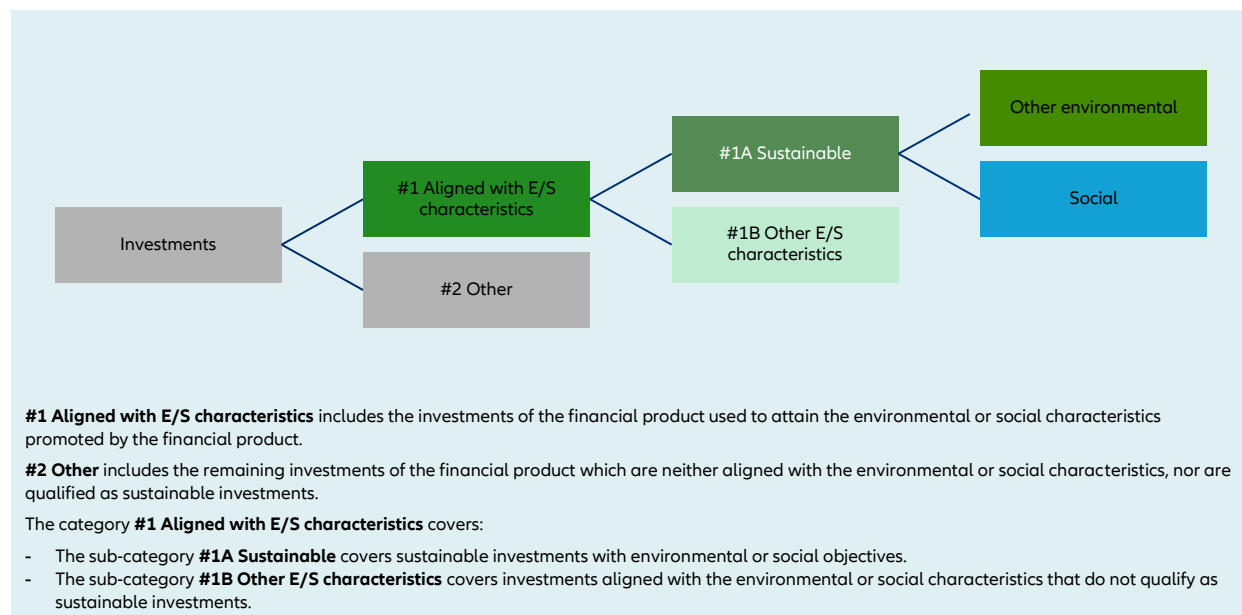 Other environmental
#1A Sustainable
#1 Aligned with E/S
characteristics
Social
Investments
#1B Other E/S
characteristics
#2 Other
#1 Aligned with E/S characteristics includes the investments of the financial product used to attain the environmental or social characteristics
promoted by the financial product.
#2 Other includes the remaining investments of the financial product which are neither aligned with the environmental or social characteristics, nor are
qualified as sustainable investments.
The category #1 Aligned with E/S characteristics covers:
- The sub-category #1A Sustainable covers sustainable investments with environmental or social objectives.
- The sub-category #1B Other E/S characteristics covers investments aligned with the environmental or social characteristics that do not qualify as
sustainable investments.